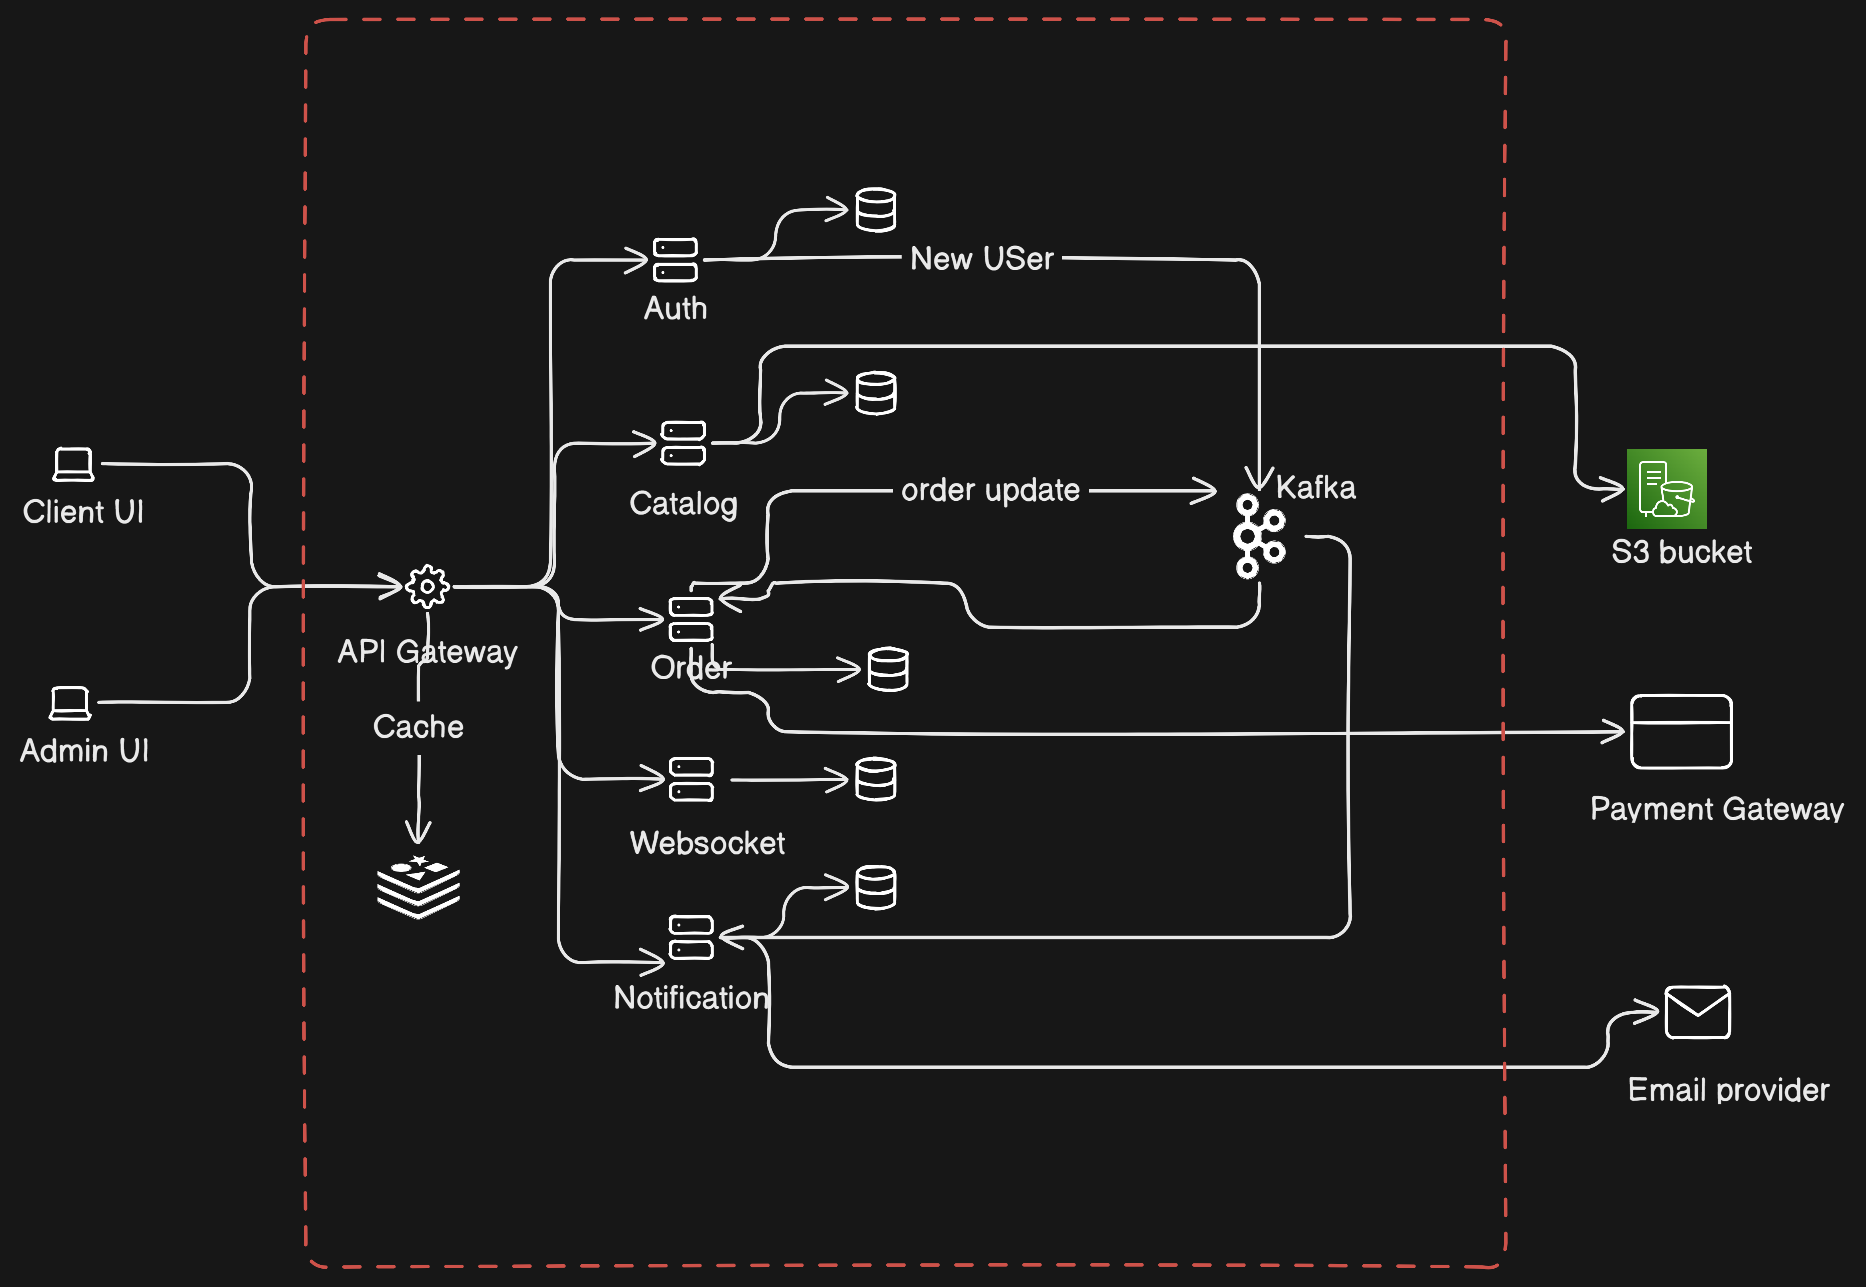 New USer
Auth
Client UI
Catalog
order update
Kafka
S3 bucket
API Gateway
Order
Cache
Admin UI
Websocket
Payment Gateway
Notification
Email provider